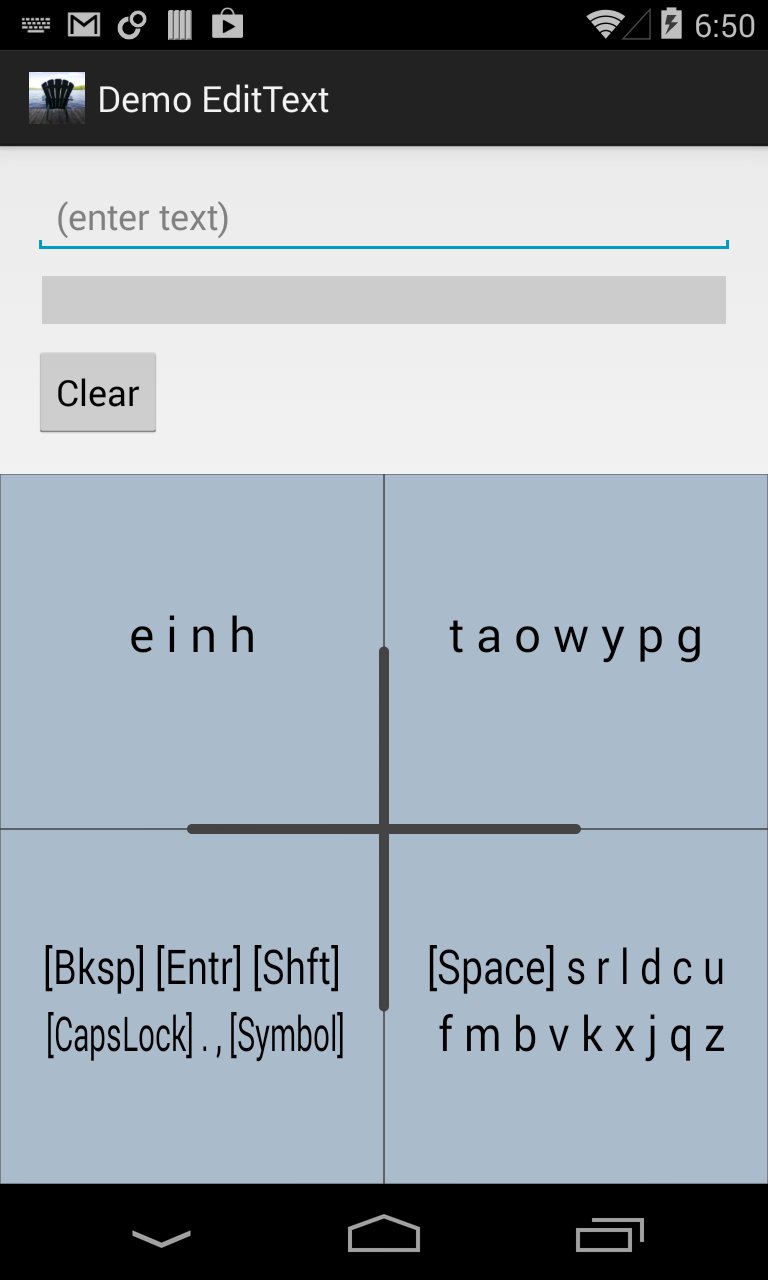 6:50
Demo EditText
(enter text)
Clear
e i n h
t a o w y p g
[Bksp] [Entr] [Shft]
[CapsLock] . , [Symbol]
[Space] s r l d c u
f m b v k x j q z